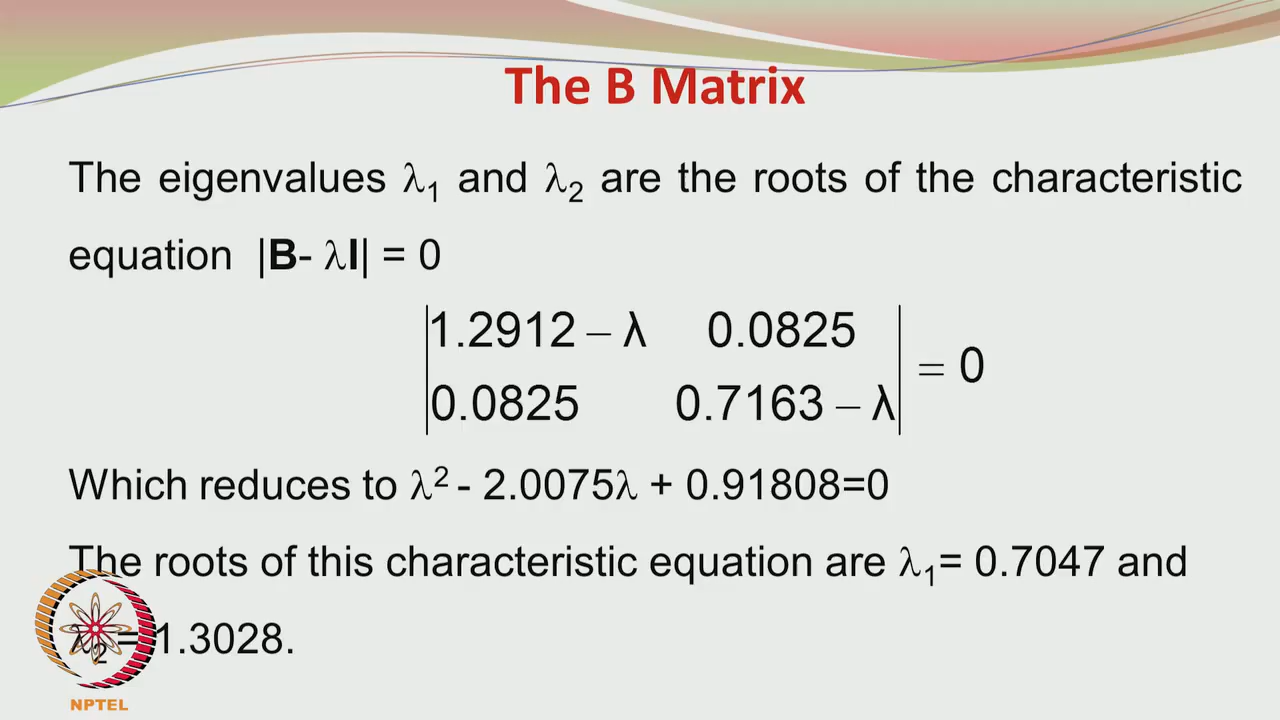 The B Matrix
The eigenvalues λ₁ and λ₂ are the roots of the characteristic
equation |B- λI| = 0
1.2912 – λ 0.0825
0.0825 0.7163 – λ
= 0
Which reduces to λ² - 2.0075λ + 0.91808=0
The roots of this characteristic equation are λ₁= 0.7047 and
λ₂ = 1.3028.
NPTEL